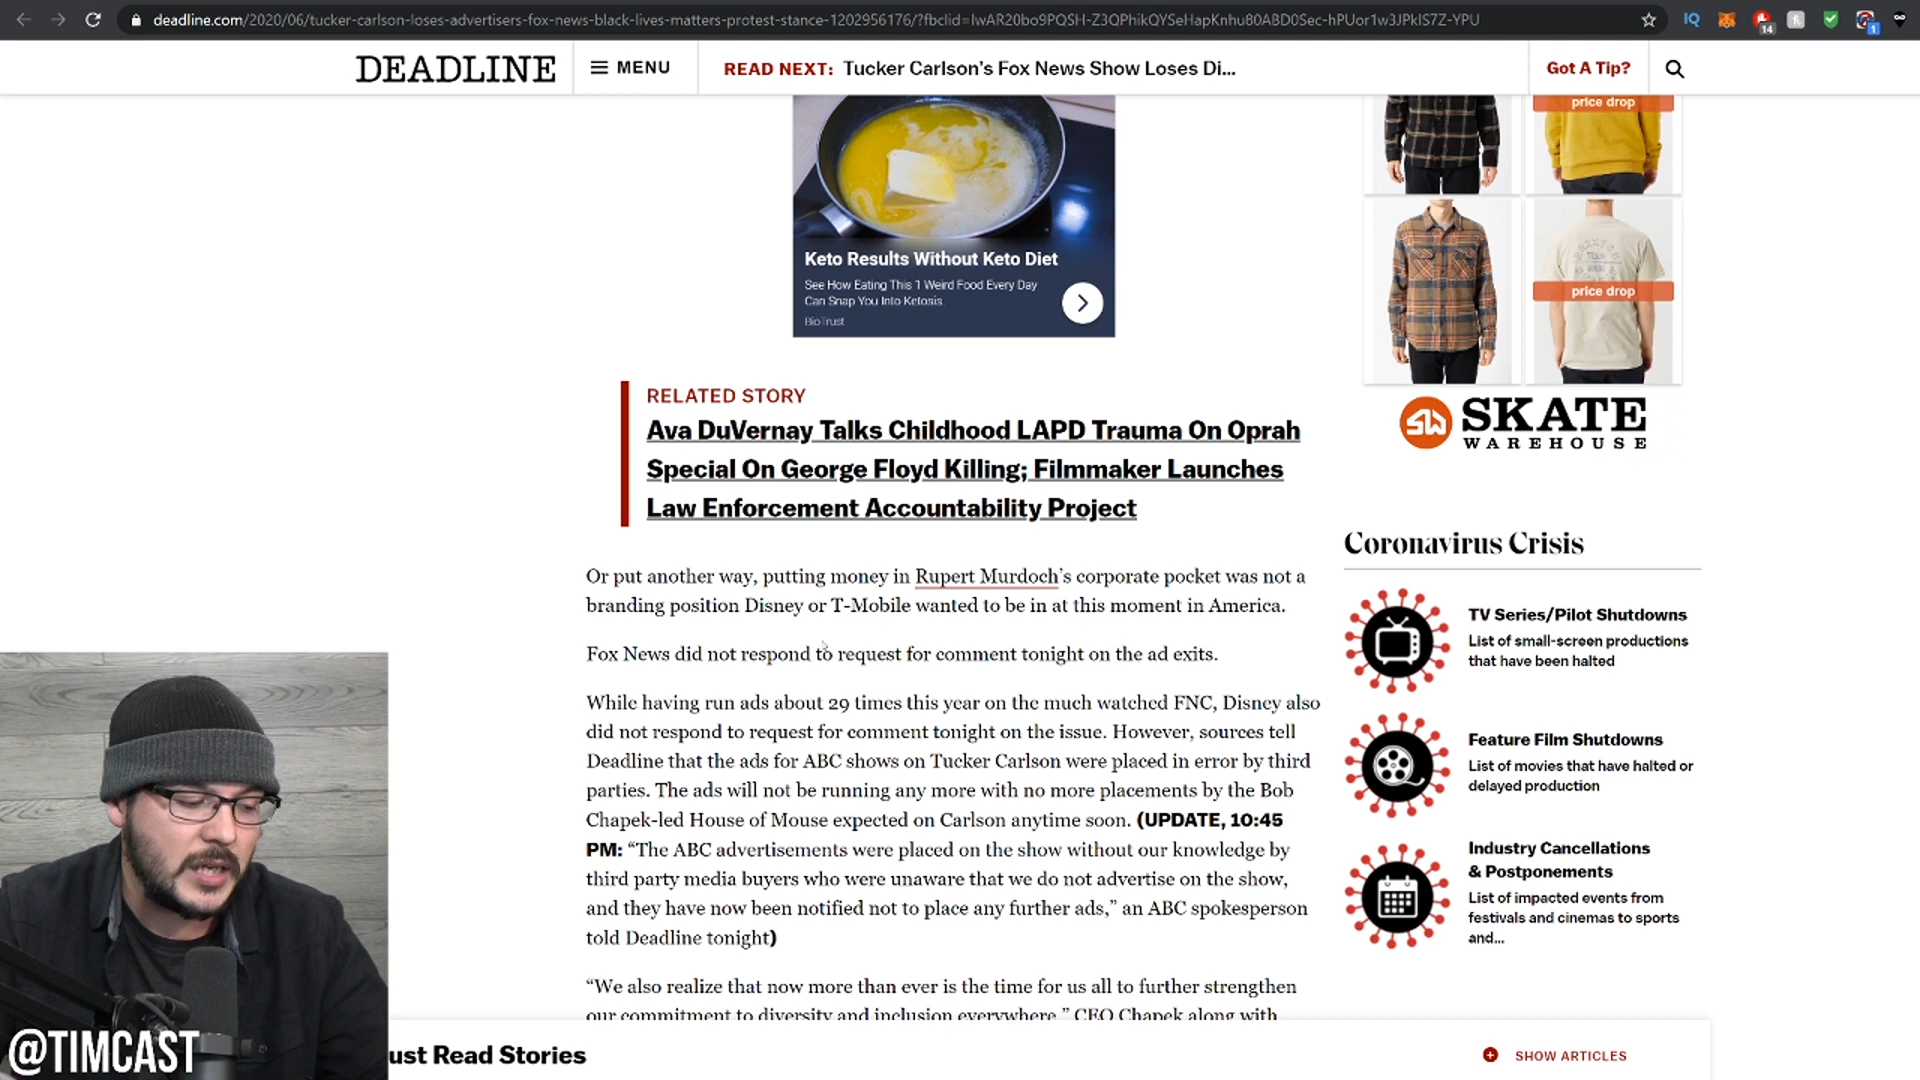 deadline.com/2020/06/tucker-carlson-loses-advertisers-fox-news-black-lives-matters-protest-stance-1202956176/?fbclid=IwAR20bo9PQSH-Z3QPhikQYSeHapKnhu80ABD0Sec-hPUor1w3JPklS7Z-YPU
14
1
DEADLINE
MENU
READ NEXT: Tucker Carlson's Fox News Show Loses Di...
Got A Tip?
Keto Results Without Keto Diet
See How Eating This 1 Weird Food Every Day
Can Snap You Into Ketosis.
BioTrust
price drop
price drop
SKATE
WAREHOUSE
RELATED STORY
Ava DuVernay Talks Childhood LAPD Trauma On Oprah
Special On George Floyd Killing; Filmmaker Launches
Law Enforcement Accountability Project
Or put another way, putting money in Rupert Murdoch's corporate pocket was not a
branding position Disney or T-Mobile wanted to be in at this moment in America.
Fox News did not respond to request for comment tonight on the ad exits.
While having run ads about 29 times this year on the much watched FNC, Disney also
did not respond to request for comment tonight on the issue. However, sources tell
Deadline that the ads for ABC shows on Tucker Carlson were placed in error by third
parties. The ads will not be running any more with no more placements by the Bob
Chapek-led House of Mouse expected on Carlson anytime soon. (UPDATE, 10:45
PM: “The ABC advertisements were placed on the show without our knowledge by
third party media buyers who were unaware that we do not advertise on the show,
and they have now been notified not to place any further ads,” an ABC spokesperson
told Deadline tonight)
“We also realize that now more than ever is the time for us all to further strengthen
our commitment to diversity and inclusion everywhere,” CEO Chapek along with
Coronavirus Crisis
TV Series/Pilot Shutdowns
List of small-screen productions
that have been halted
Feature Film Shutdowns
List of movies that have halted or
delayed production
Industry Cancellations
& Postponements
List of impacted events from
festivals and cinemas to sports
and...
@TIMCAST
ust Read Stories
SHOW ARTICLES